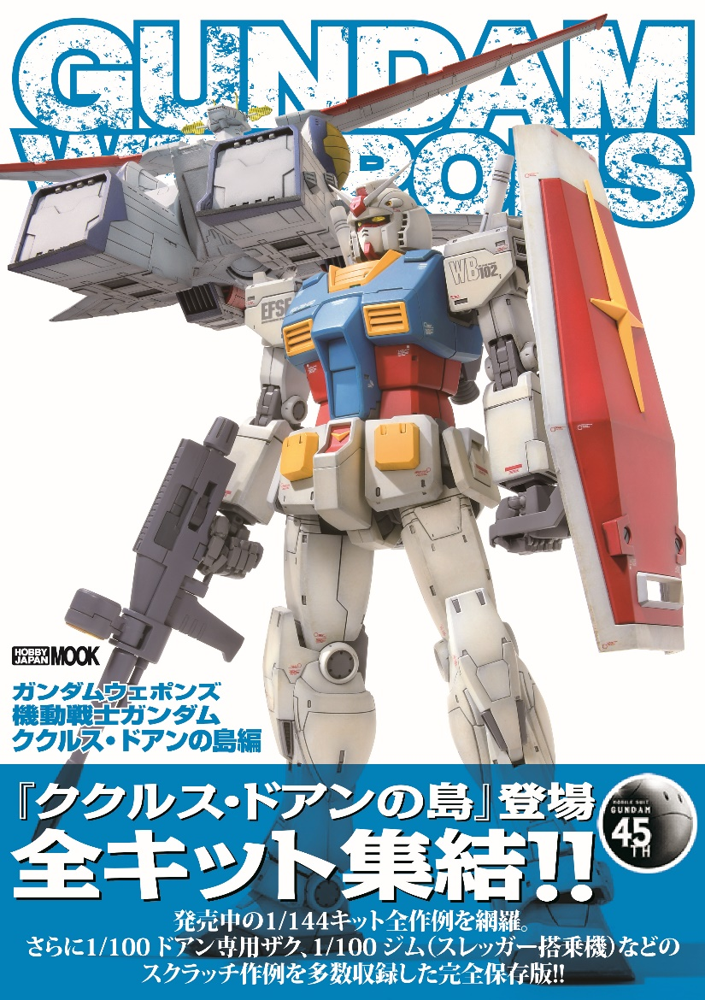 GUNDAM
WEAPONS
EFSF
WB102
HOBBY JAPAN MOOK
ガンダムウェポンズ
機動戦士ガンダム
ククルス・ドアンの島編
『ククルス・ドアンの島』登場
全キット集結!!
MOBILE SUIT
GUNDAM
45TH
発売中の1/144キット全作例を網羅。
さらに1/100ドアン専用ザク、1/100ジム(スレッガー搭乗機)などの
スクラッチ作例を多数収録した完全保存版!!